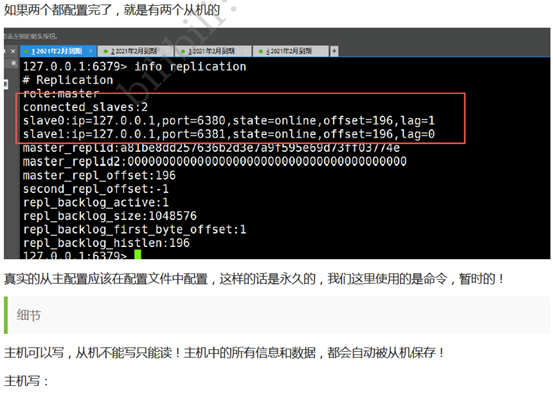 如果两个都配置完了，就是有两个从机的
1 2021年2月到期
2 2021年2月到期
3 2021年2月到期
4 2021年2月到期
127.0.0.1:6379> info replication
# Replication
role:master
connected_slaves:2
slave0:ip=127.0.0.1,port=6380,state=online,offset=196,lag=1
slave1:ip=127.0.0.1,port=6381,state=online,offset=196,lag=0
master_replid:a81be8dd257636b2d3e7a9f595e69d73ff03774e
master_replid2:0000000000000000000000000000000000000000
master_repl_offset:196
second_repl_offset:-1
repl_backlog_active:1
repl_backlog_size:1048576
repl_backlog_first_byte_offset:1
repl_backlog_histlen:196
127.0.0.1:6379>
真实的从主配置应该在配置文件中配置，这样的话是永久的，我们这里使用的是命令，暂时的！
细节
主机可以写，从机不能写只能读！主机中的所有信息和数据，都会自动被从机保存！
主机写：